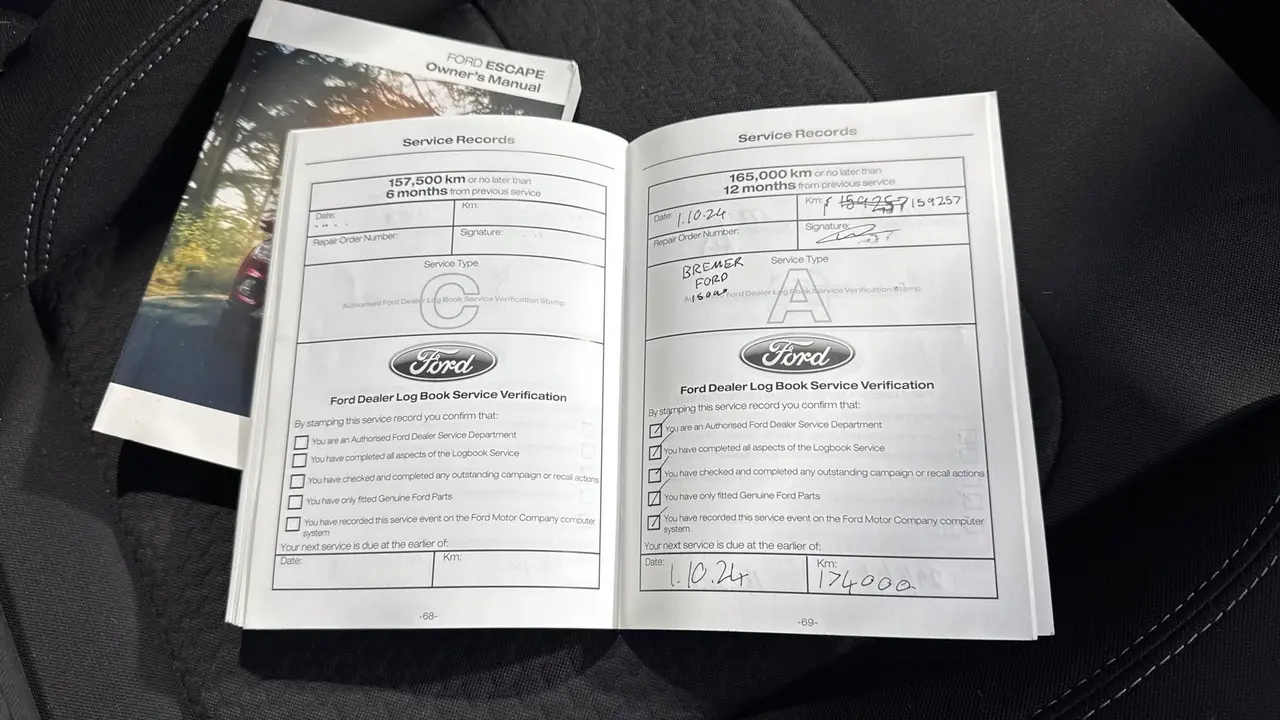 FORD ESCAPE
Owner's Manual
Service Records
157,500 km or no later than
6 months from previous service
Date:
Km:
Repair Order Number:
Signature:
Service Type
C
Authorised Ford Dealer Log Book Service Verification Stamp
Ford
Ford Dealer Log Book Service Verification
By stamping this service record you confirm that:
You are an Authorised Ford Dealer Service Department
You have completed all aspects of the Logbook Service
You have checked and completed any outstanding campaign or recall actions
You have only fitted Genuine Ford Parts
You have recorded this service event on the Ford Motor Company computer
system
Your next service is due at the earlier of:
Date:
Km:
-68-
Service Records
165,000 km or no later than
12 months from previous service
Date: 1.10.24
Km: 159257
Repair Order Number:
Signature:
Service Type
BREMER
FORD
A
Ford Dealer Log Book Service Verification Stamp
Ford
Ford Dealer Log Book Service Verification
By stamping this service record you confirm that:
You are an Authorised Ford Dealer Service Department
You have completed all aspects of the Logbook Service
You have checked and completed any outstanding campaign or recall actions
You have only fitted Genuine Ford Parts
You have recorded this service event on the Ford Motor Company computer
system
Your next service is due at the earlier of:
Date: 1.10.24
Km: 174000
-69-